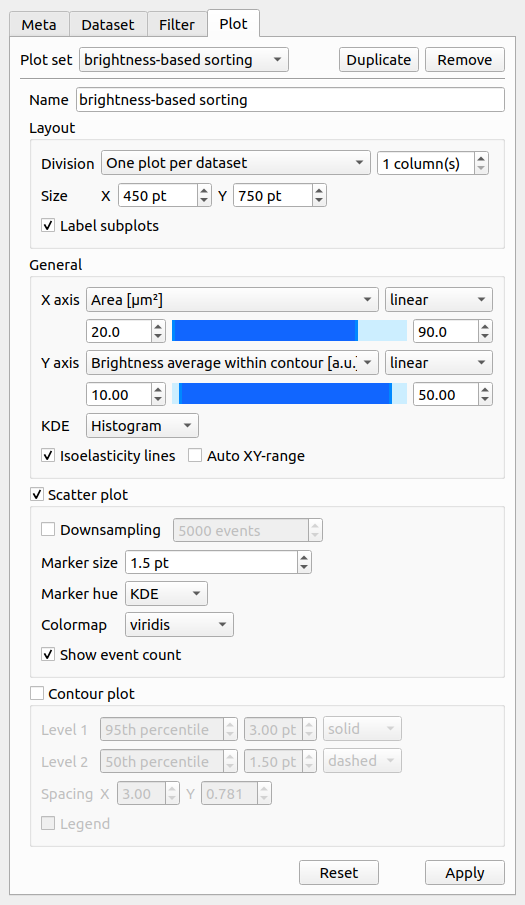 Meta Dataset Filter Plot
Plot set brightness-based sorting Duplicate Remove
Name brightness-based sorting
Layout
Division One plot per dataset 1 column(s)
Size X 450 pt Y 750 pt
Label subplots
General
X axis Area [µm²] linear
20.0 90.0
Y axis Brightness average within contour [a.u. linear
10.00 50.00
KDE Histogram
Isoelasticity lines Auto XY-range
Scatter plot
Downsampling 5000 events
Marker size 1.5 pt
Marker hue KDE
Colormap viridis
Show event count
Contour plot
Level 1 95th percentile 3.00 pt solid
Level 2 50th percentile 1.50 pt dashed
Spacing X 3.00 Y 0.781
Legend
Reset Apply